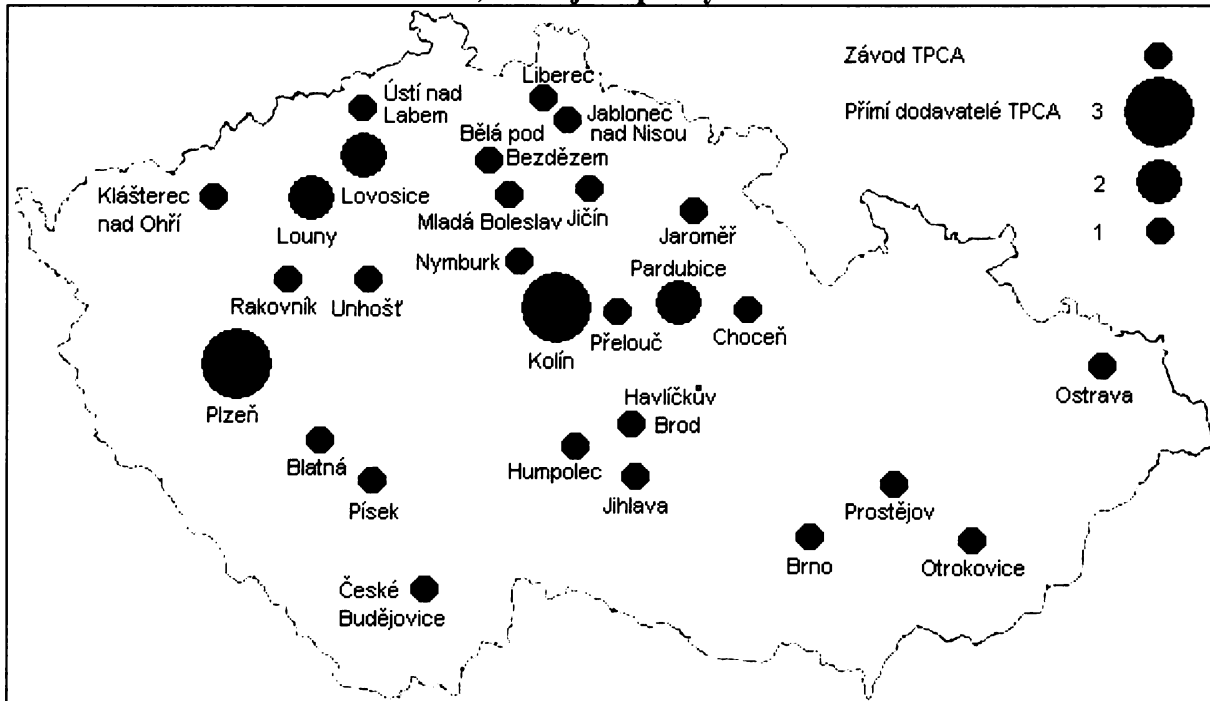 Závod TPCA
Přímí dodavatelé TPCA 3
2
1
Liberec
Ústí nad
Labem
Jablonec
nad Nisou
Bělá pod
Bezdězem
Klášterec
nad Ohří
Lovosice
Louny
Mladá Boleslav
Jičín
Jaroměř
Nymburk
Pardubice
Rakovník
Unhošť
Kolín
Přelouč
Choceň
Plzeň
Ostrava
Havlíčkův
Brod
Blatná
Humpolec
Písek
Jihlava
Prostějov
Brno
Otrokovice
České
Budějovice